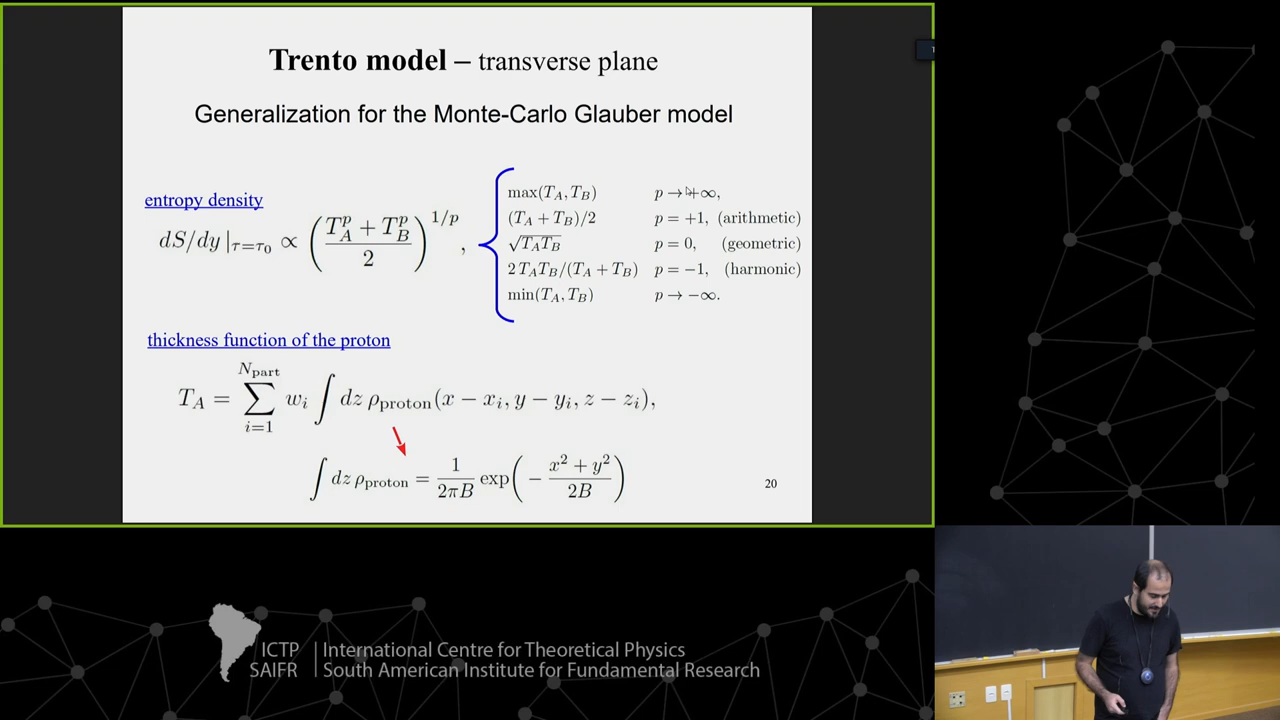 Trento model – transverse plane
Generalization for the Monte-Carlo Glauber model
entropy density
dS/dy |τ=τ₀ ∝ ( (T_A^p + T_B^p) / 2 )^{1/p} ,
max(T_A, T_B) p → +∞,
(T_A + T_B)/2 p = +1, (arithmetic)
√T_A T_B p = 0, (geometric)
2 T_A T_B/(T_A + T_B) p = −1, (harmonic)
min(T_A, T_B) p → −∞.
thickness function of the proton
T_A = ∑_{i=1}^{N_part} w_i ∫ dz ρ_proton(x − x_i, y − y_i, z − z_i),
∫ dz ρ_proton = 1/(2πB) exp( − (x² + y²)/(2B) )
20
ICTP International Centre for Theoretical Physics
SAIFR South American Institute for Fundamental Research